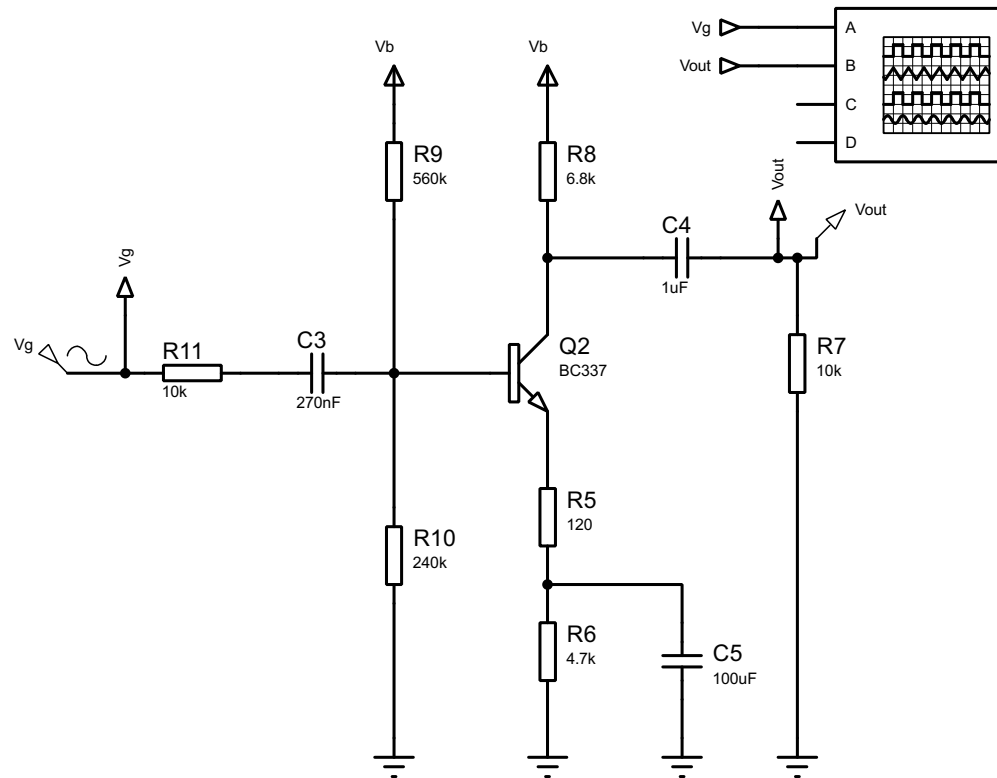 Vg
A
Vout
B
C
D
Vb
Vb
R9
560k
R8
6.8k
Vout
Vout
C4
1uF
Vg
Vg
R11
10k
C3
270nF
Q2
BC337
R7
10k
R5
120
R10
240k
R6
4.7k
C5
100uF